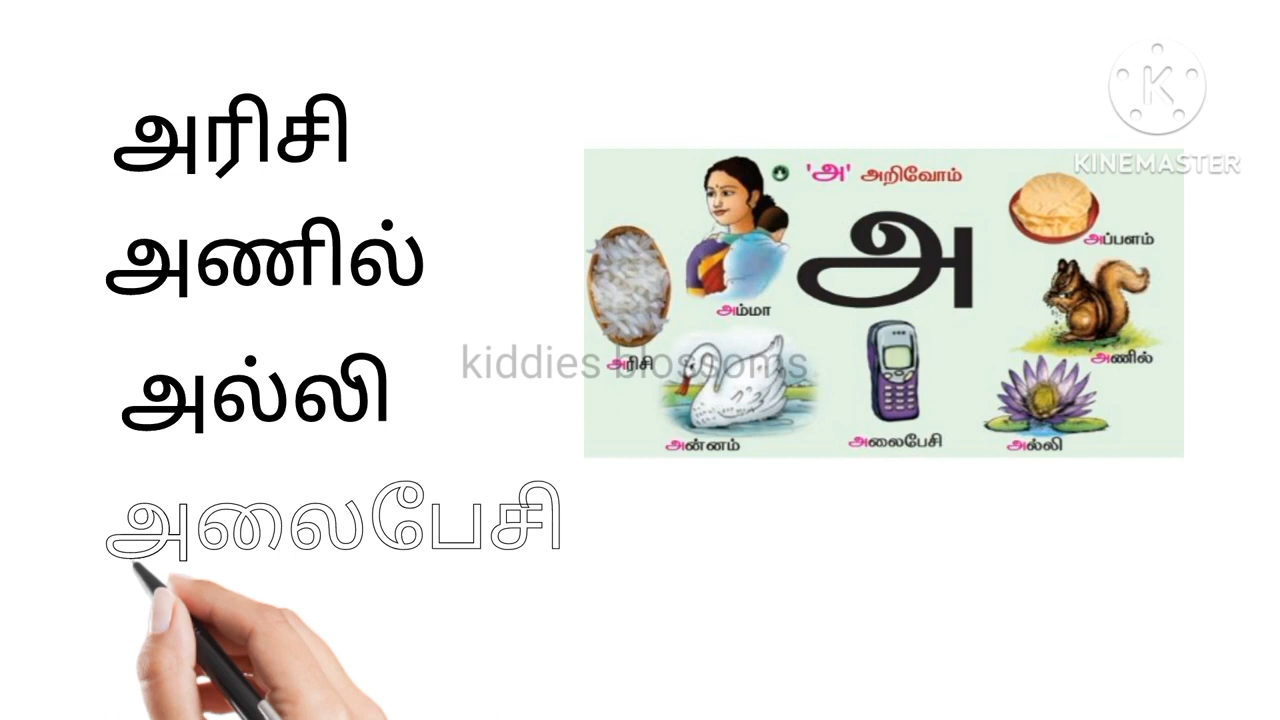 அரிசி
அணில்
அல்லி
அலைபேசி
'அ' அறிவோம்
அ
அம்மா
அப்பளம்
அரிசி
அணில்
அன்னம்
அலைபேசி
அல்லி
kiddies blossoms
K
KINEMASTER